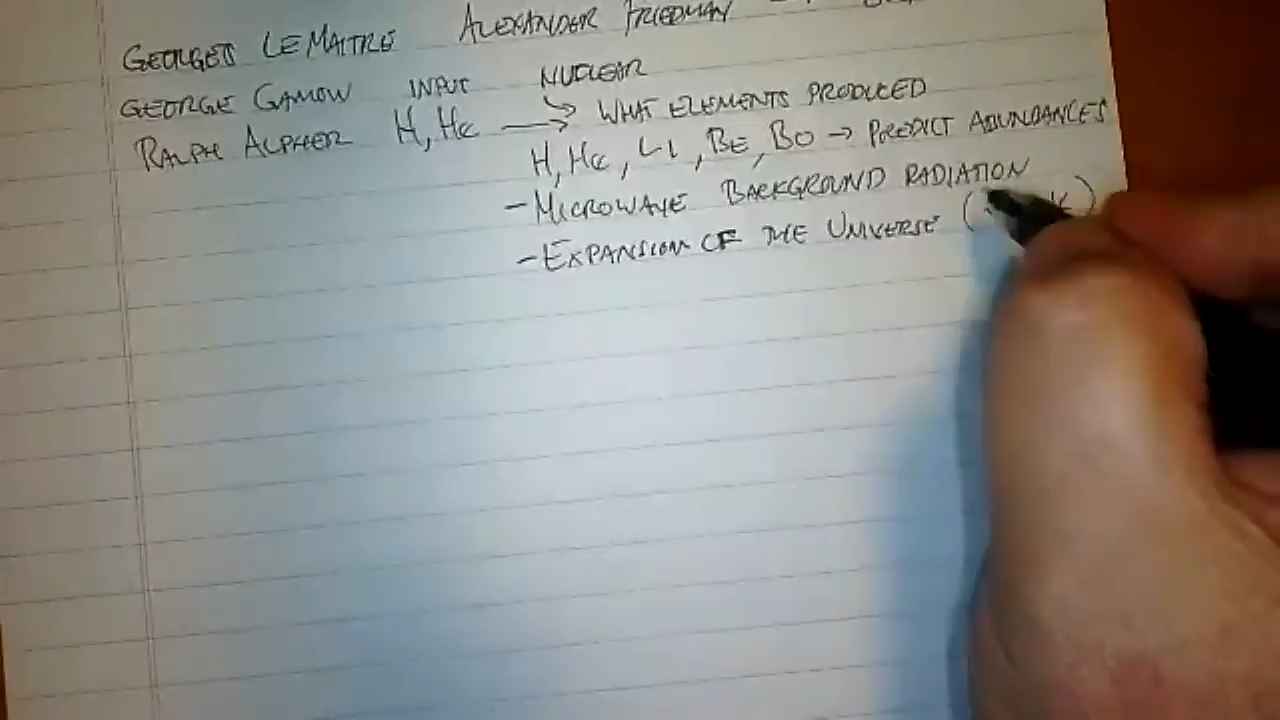 GEORGES LEMAITRE ALEXANDER FRIEDMAN
GEORGE GAMOW INPUT NUCLEAR
RALPH ALPHER H, He → WHAT ELEMENTS PRODUCED
H, He, LI, BE, BO → PREDICT ABUNDANCES
- MICROWAVE BACKGROUND RADIATION
- EXPANSION OF THE UNIVERSE (